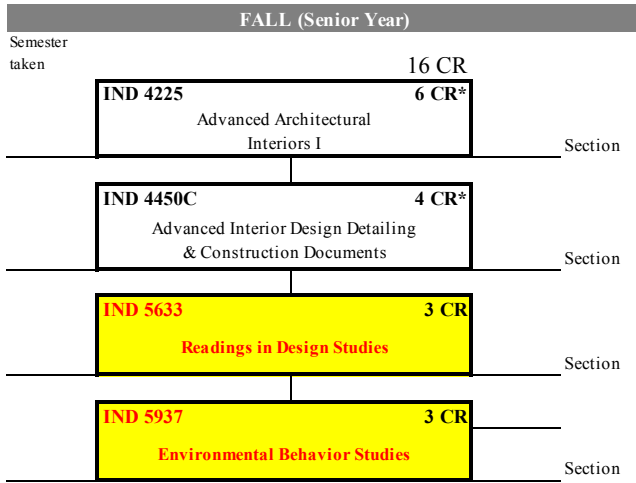 FALL (Senior Year)
Semester
taken
16 CR
IND 4225 6 CR*
Advanced Architectural
Interiors I
Section
IND 4450C 4 CR*
Advanced Interior Design Detailing
& Construction Documents
Section
IND 5633 3 CR
Readings in Design Studies
Section
IND 5937 3 CR
Environmental Behavior Studies
Section